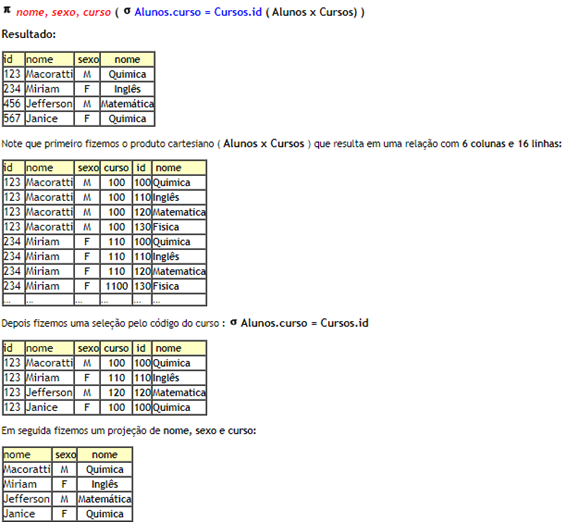 π nome, sexo, curso ( σ Alunos.curso = Cursos.id ( Alunos x Cursos) )
Resultado:
id nome sexo nome
123 Macoratti M Quimica
234 Miriam F Inglês
456 Jefferson M Matemática
567 Janice F Quimica
Note que primeiro fizemos o produto cartesiano ( Alunos x Cursos ) que resulta em uma relação com 6 colunas e 16 linhas:
id nome sexo curso id nome
123 Macoratti M 100 100 Quimica
123 Macoratti M 100 110 Inglês
123 Macoratti M 100 120 Matematica
123 Macoratti M 100 130 Fisica
234 Miriam F 110 100 Quimica
234 Miriam F 110 110 Inglês
234 Miriam F 110 120 Matematica
234 Miriam F 1100 130 Fisica
... ... ... ... ... ...
Depois fizemos uma seleção pelo código do curso : σ Alunos.curso = Cursos.id
id nome sexo curso id nome
123 Macoratti M 100 100 Quimica
123 Miriam F 110 110 Inglês
123 Jefferson M 120 120 Matematica
123 Janice F 100 100 Quimica
Em seguida fizemos um projeção de nome, sexo e curso:
nome sexo nome
Macoratti M Quimica
Miriam F Inglês
Jefferson M Matemática
Janice F Quimica